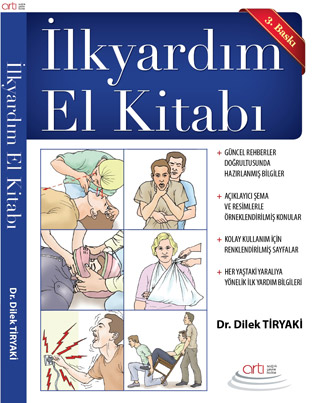 artı
İlkyardım El Kitabı
Dr. Dilek TİRYAKİ
3. Baskı
İlkyardım
El Kitabı
+ GÜNCEL REHBERLER
DOĞRULTUSUNDA
HAZIRLANMIŞ BİLGİLER
+ AÇIKLAYICI ŞEMA
VE RESİMLERLE
ÖRNEKLENDİRİLMİŞ KONULAR
+ KOLAY KULLANIM İÇİN
RENKLENDİRİLMİŞ SAYFALAR
+ HER YAŞTAKİ YARALIYA
YÖNELİK İLK YARDIM BİLGİLERİ
Dr. Dilek TİRYAKİ
artı